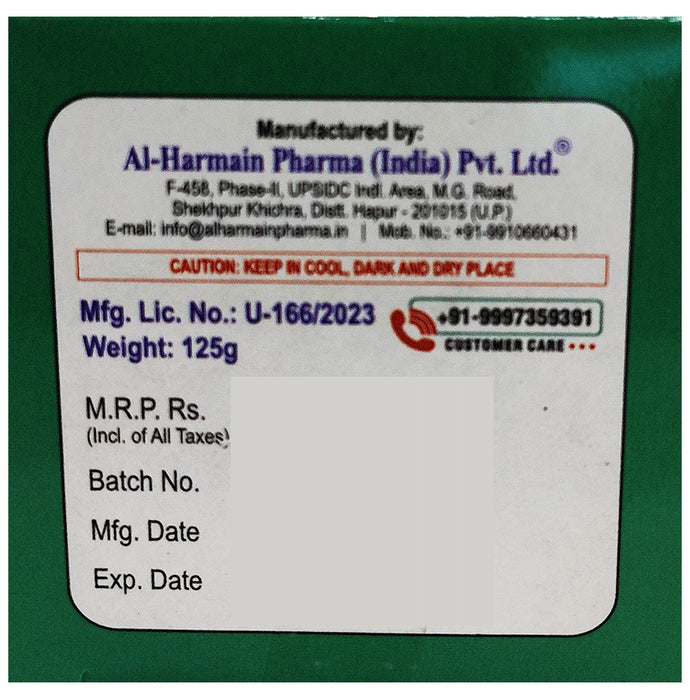 Manufactured by:
Al-Harmain Pharma (India) Pvt. Ltd.®
F-458, Phase-II, UPSIDC Indl. Area, M.G. Road,
Shekhpur Khichra, Distt. Hapur - 201015 (U.P.)
E-mail: info@alharmainpharma.in | Mob. No.: +91-9910660431
CAUTION: KEEP IN COOL, DARK AND DRY PLACE
Mfg. Lic. No.: U-166/2023
+91-9997359391
CUSTOMER CARE
Weight: 125g
M.R.P. Rs.
(Incl. of All Taxes)
Batch No.
Mfg. Date
Exp. Date